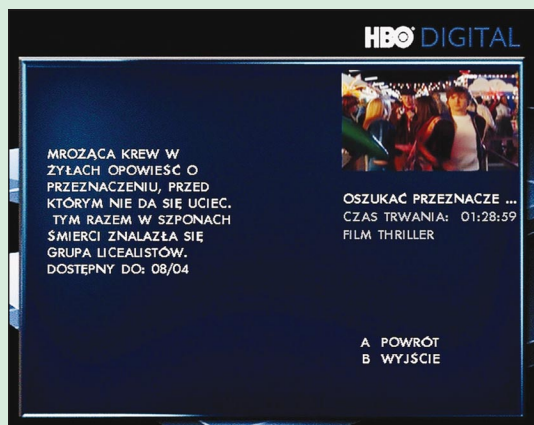 HBO DIGITAL
MROŻĄCA KREW W
ŻYŁACH OPOWIEŚĆ O
PRZEZNACZENIU, PRZED
KTÓRYM NIE DA SIĘ UCIEC.
TYM RAZEM W SZPONACH
ŚMIERCI ZNALAZŁA SIĘ
GRUPA LICEALISTÓW.
DOSTĘPNY DO: 08/04
OSZUKAĆ PRZEZNACZE ...
CZAS TRWANIA: 01:28:59
FILM THRILLER
A POWRÓT
B WYJŚCIE